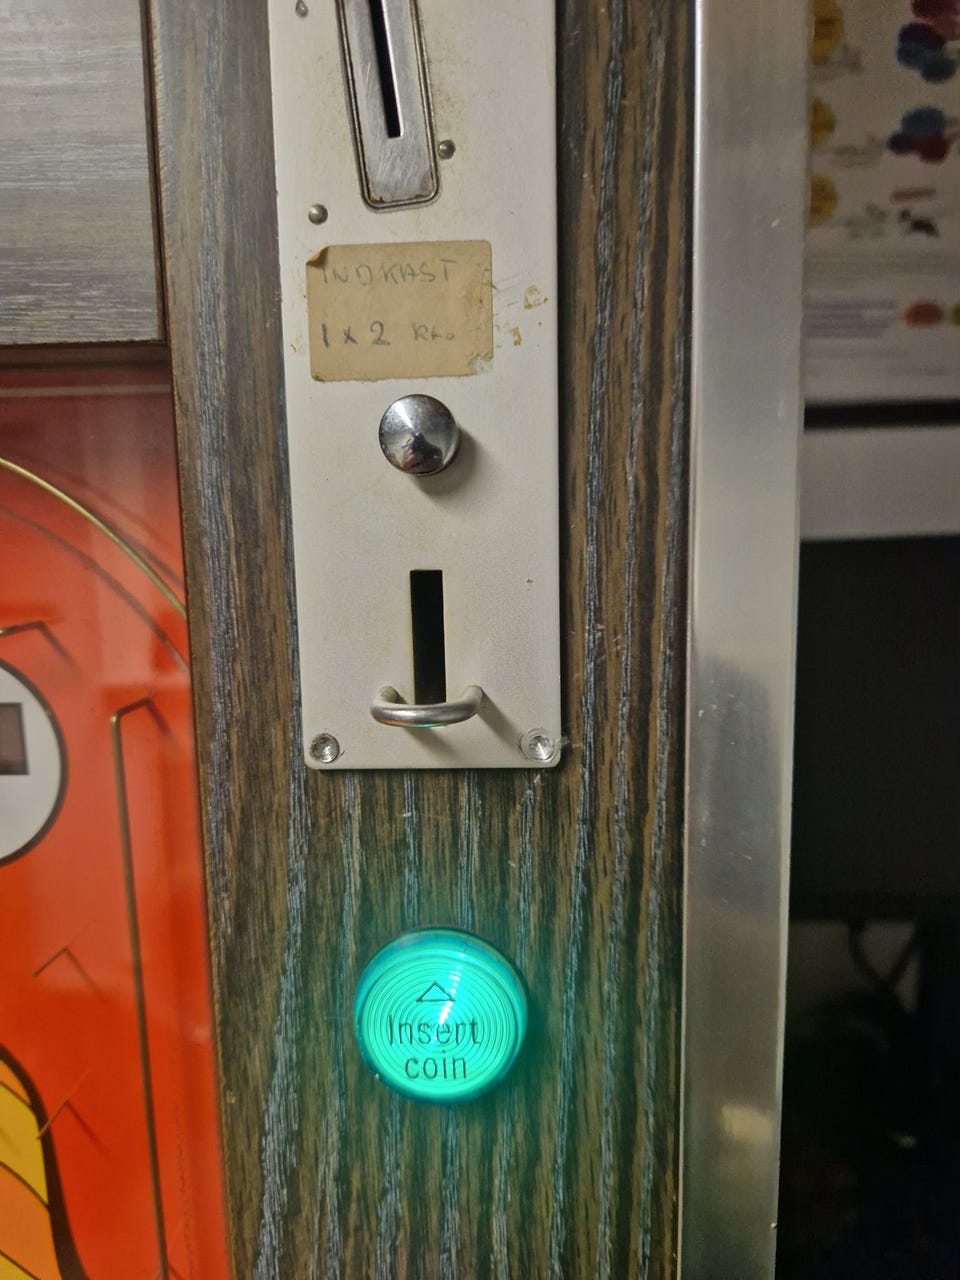 INDKAST
1 x 2 Kr.
Insert
coin